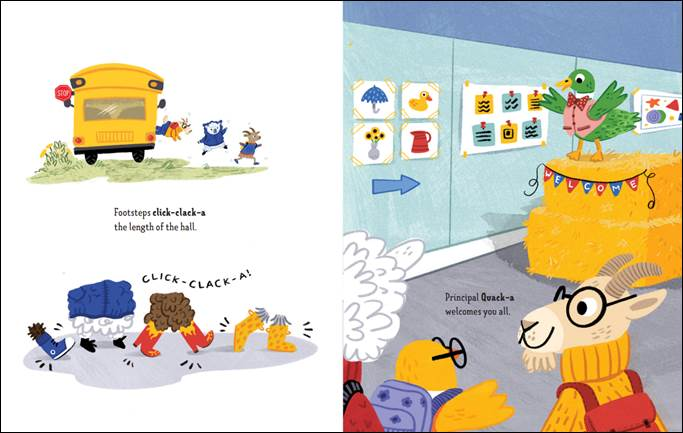 STOP
Footsteps click-clack-a
the length of the hall.
CLICK-CLACK-A!
WELCOME
Principal Quack-a
welcomes you all.